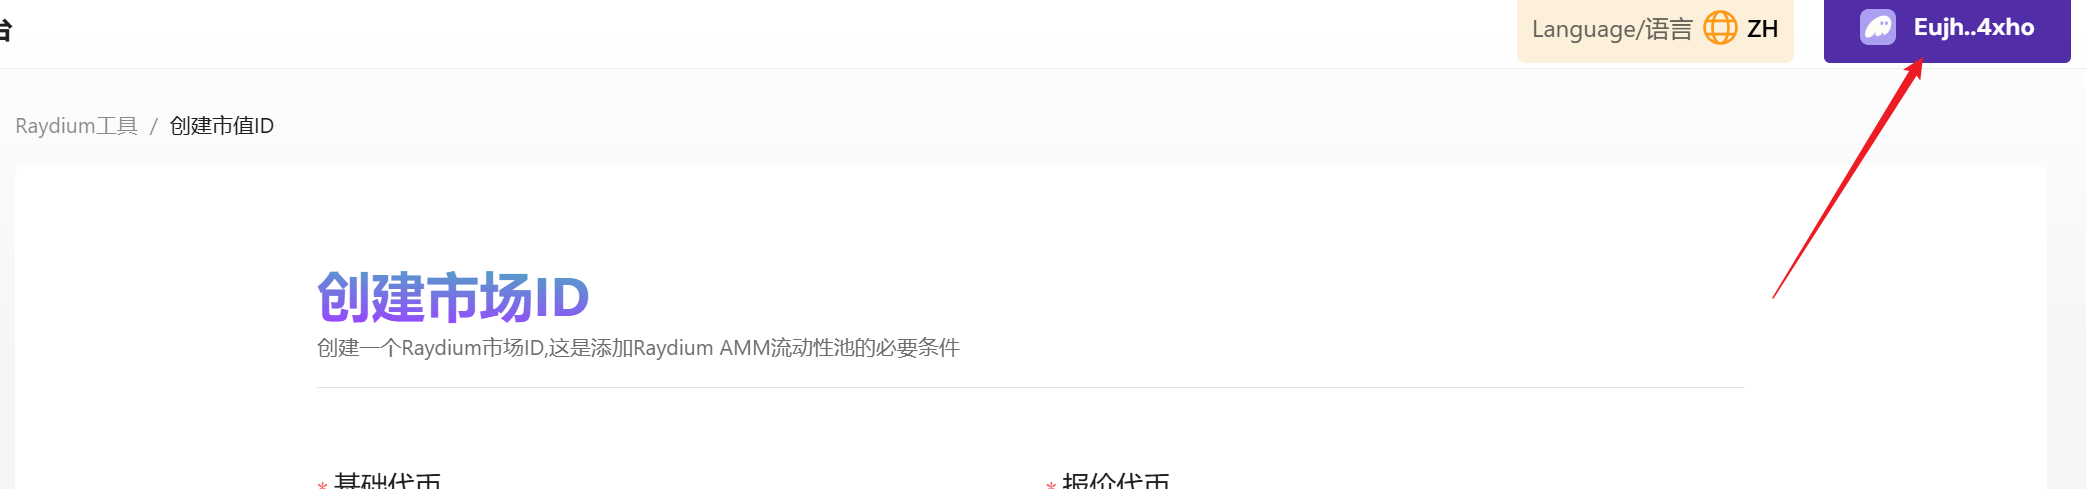 台
Language/语言 ZH
Eujh..4xho
Raydium工具 / 创建市值ID
创建市场ID
创建一个Raydium市场ID,这是添加Raydium AMM流动性池的必要条件
* 基础代币
* 报价代币